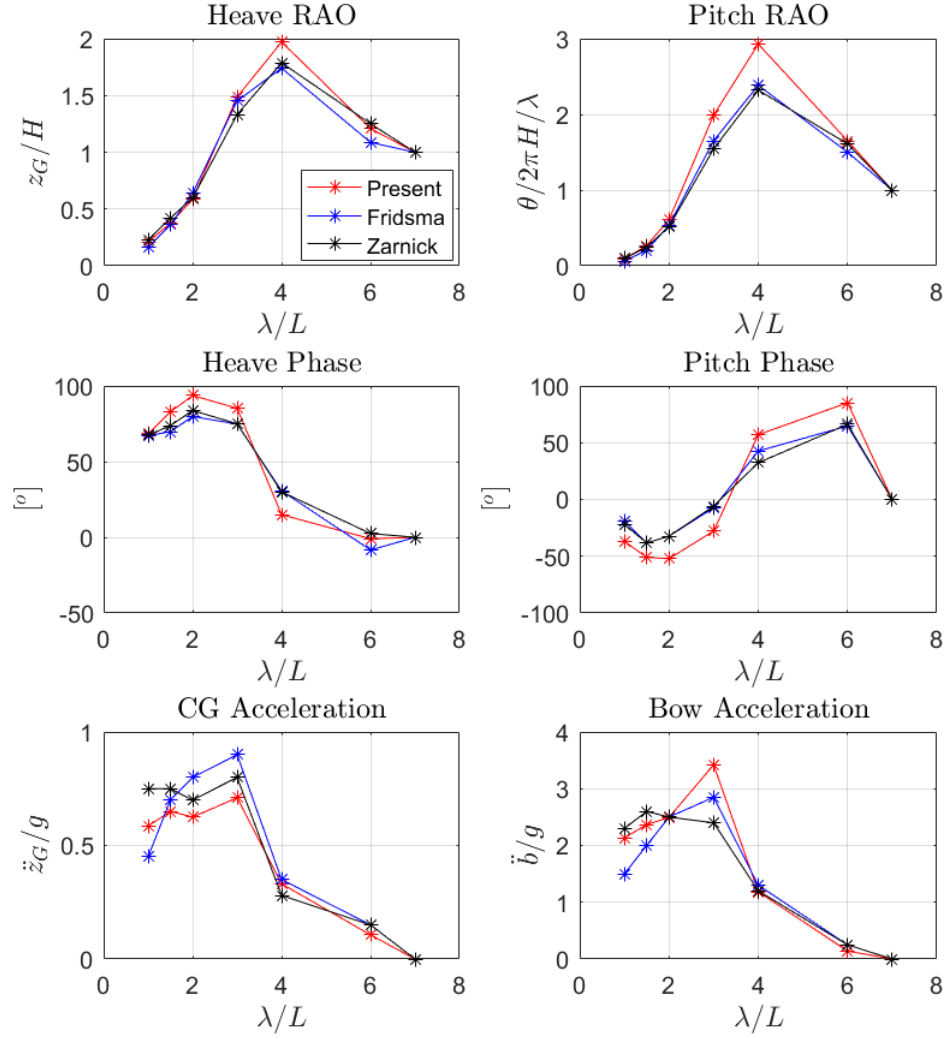 Heave RAO
2
1.5
1
0.5
0
z_G/H
Present
Fridsma
Zarnick
0 2 4 6 8
λ/L
Pitch RAO
3
2
1
0
θ/2πH/λ
0 2 4 6 8
λ/L
Heave Phase
100
50
0
-50
[º]
0 2 4 6 8
λ/L
Pitch Phase
100
50
0
-50
-100
[º]
0 2 4 6 8
λ/L
CG Acceleration
1
0.5
0
z̈_G/g
0 2 4 6 8
λ/L
Bow Acceleration
4
3
2
1
0
b̈/g
0 2 4 6 8
λ/L